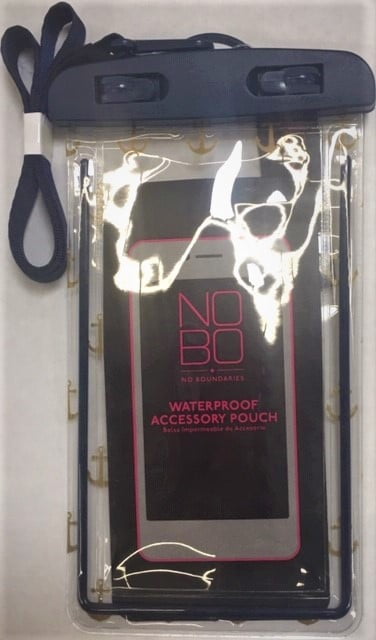 NO
BO
NO BOUNDARIES
WATERPROOF
ACCESSORY POUCH
Bolsa Impermeable de Accesorio